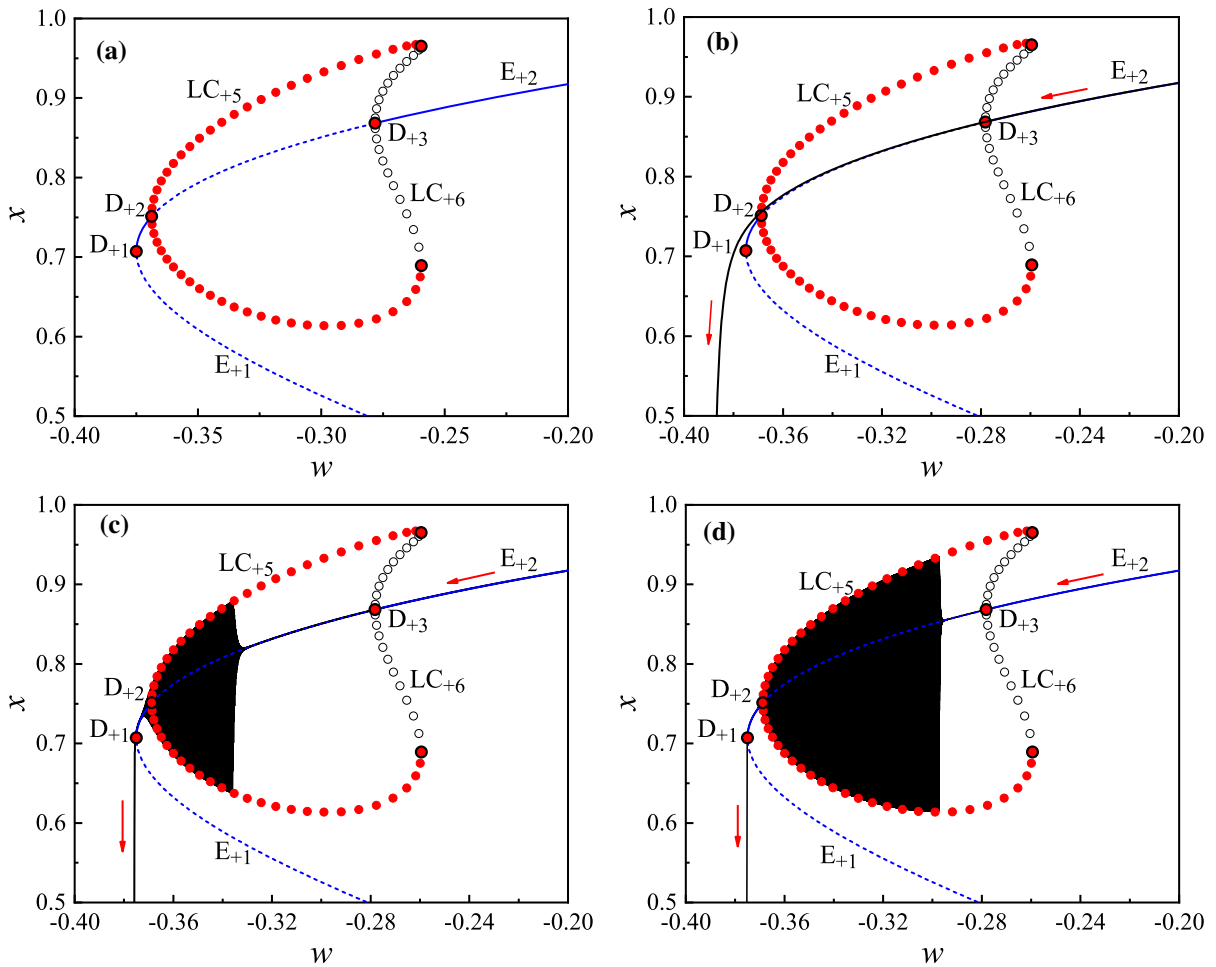 (a)
1.0
0.9
0.8
0.7
0.6
0.5
x
LC+5
E+2
D+3
LC+6
D+2
D+1
E+1
-0.40 -0.35 -0.30 -0.25 -0.20
w
(b)
1.0
0.9
0.8
0.7
0.6
0.5
x
LC+5
E+2
D+3
LC+6
D+2
D+1
E+1
-0.40 -0.36 -0.32 -0.28 -0.24 -0.20
w
(c)
1.0
0.9
0.8
0.7
0.6
0.5
x
LC+5
E+2
D+3
LC+6
D+2
D+1
E+1
-0.40 -0.36 -0.32 -0.28 -0.24 -0.20
w
(d)
1.0
0.9
0.8
0.7
0.6
0.5
x
LC+5
E+2
D+3
LC+6
D+2
D+1
E+1
-0.40 -0.36 -0.32 -0.28 -0.24 -0.20
w